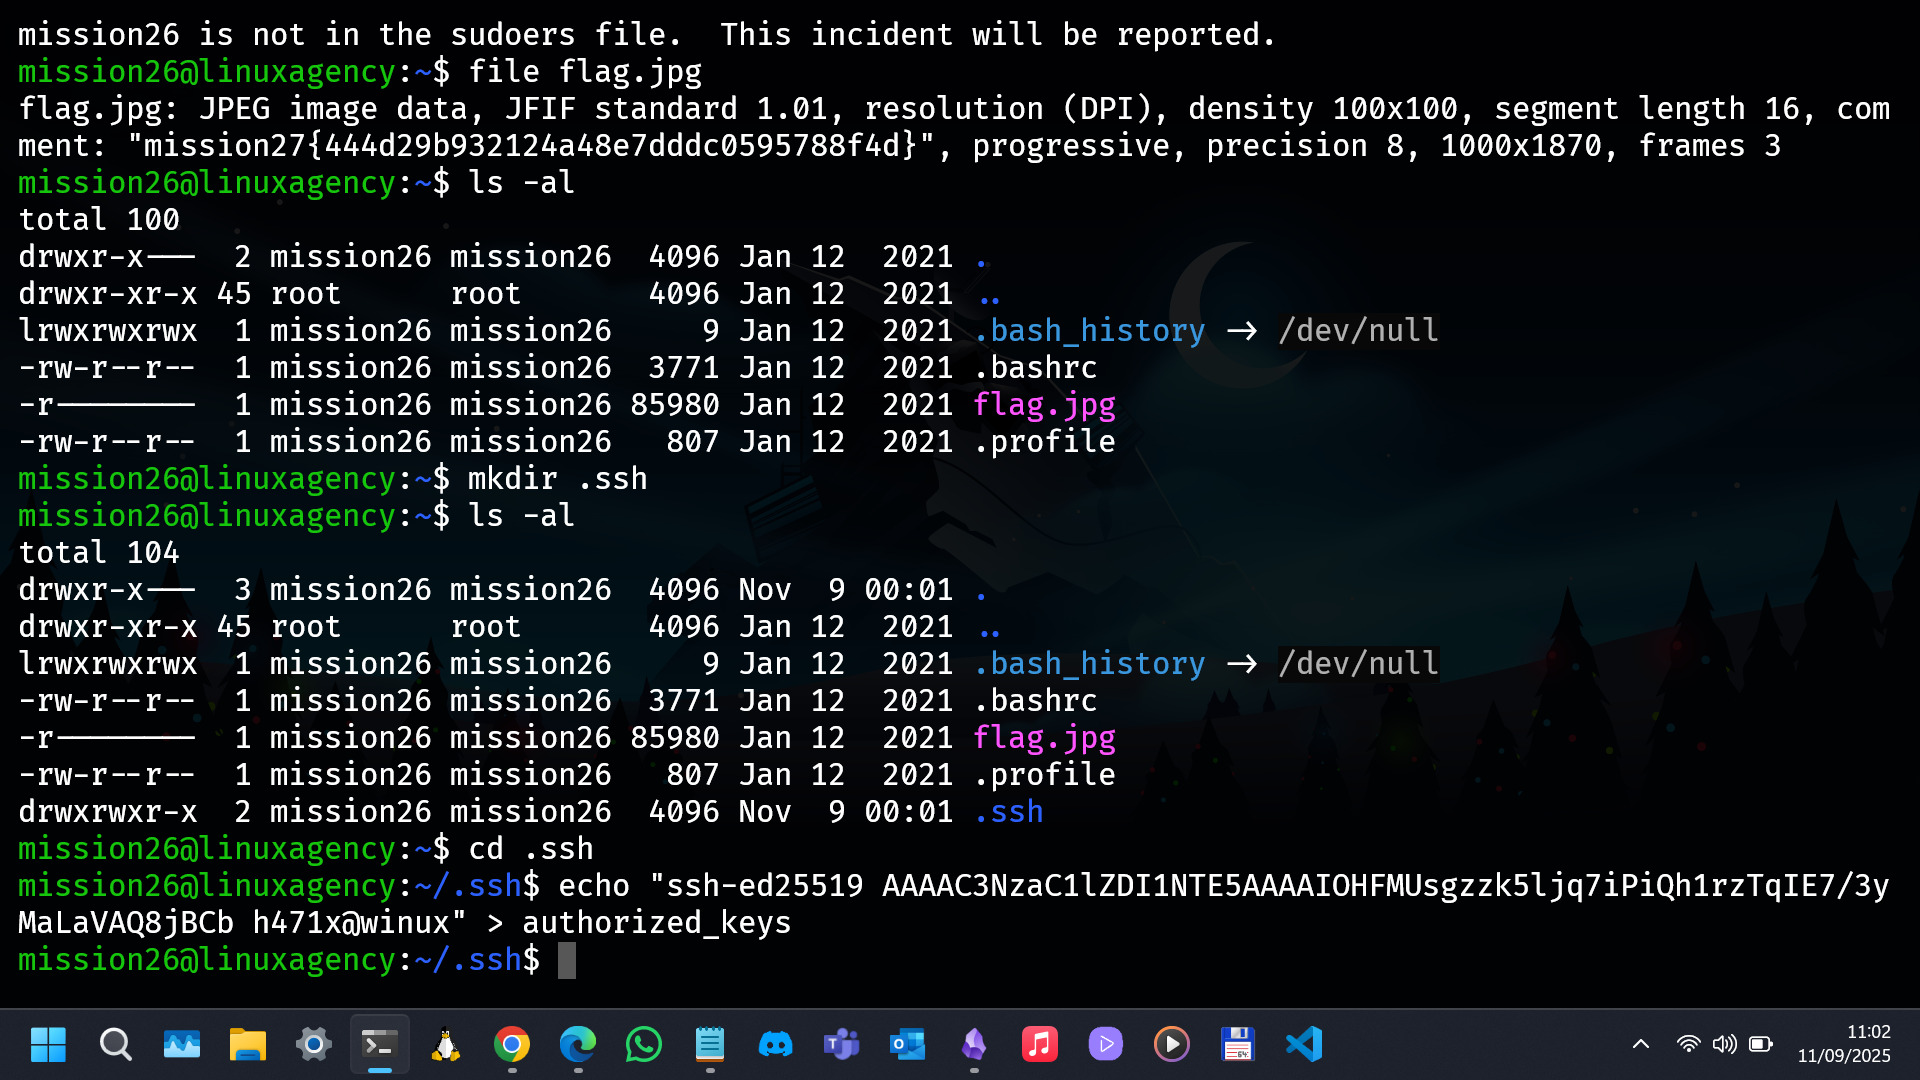 mission26 is not in the sudoers file.  This incident will be reported.
mission26@linuxagency:~$ file flag.jpg
flag.jpg: JPEG image data, JFIF standard 1.01, resolution (DPI), density 100x100, segment length 16, com
ment: "mission27{444d29b932124a48e7dddc0595788f4d}", progressive, precision 8, 1000x1870, frames 3
mission26@linuxagency:~$ ls -al
total 100
drwxr-x---  2 mission26 mission26  4096 Jan 12  2021 .
drwxr-xr-x 45 root      root       4096 Jan 12  2021 ..
lrwxrwxrwx  1 mission26 mission26     9 Jan 12  2021 .bash_history -> /dev/null
-rw-r--r--  1 mission26 mission26  3771 Jan 12  2021 .bashrc
-r--------  1 mission26 mission26 85980 Jan 12  2021 flag.jpg
-rw-r--r--  1 mission26 mission26   807 Jan 12  2021 .profile
mission26@linuxagency:~$ mkdir .ssh
mission26@linuxagency:~$ ls -al
total 104
drwxr-x---  3 mission26 mission26  4096 Nov  9 00:01 .
drwxr-xr-x 45 root      root       4096 Jan 12  2021 ..
lrwxrwxrwx  1 mission26 mission26     9 Jan 12  2021 .bash_history -> /dev/null
-rw-r--r--  1 mission26 mission26  3771 Jan 12  2021 .bashrc
-r--------  1 mission26 mission26 85980 Jan 12  2021 flag.jpg
-rw-r--r--  1 mission26 mission26   807 Jan 12  2021 .profile
drwxrwxr-x  2 mission26 mission26  4096 Nov  9 00:01 .ssh
mission26@linuxagency:~$ cd .ssh
mission26@linuxagency:~/.ssh$ echo "ssh-ed25519 AAAAC3NzaC1lZDI1NTE5AAAAIOHFMUsgzzk5ljq7iPiQh1rzTqIE7/3y
MaLaVAQ8jBCb h471x@winux" > authorized_keys
mission26@linuxagency:~/.ssh$
11:02
11/09/2025